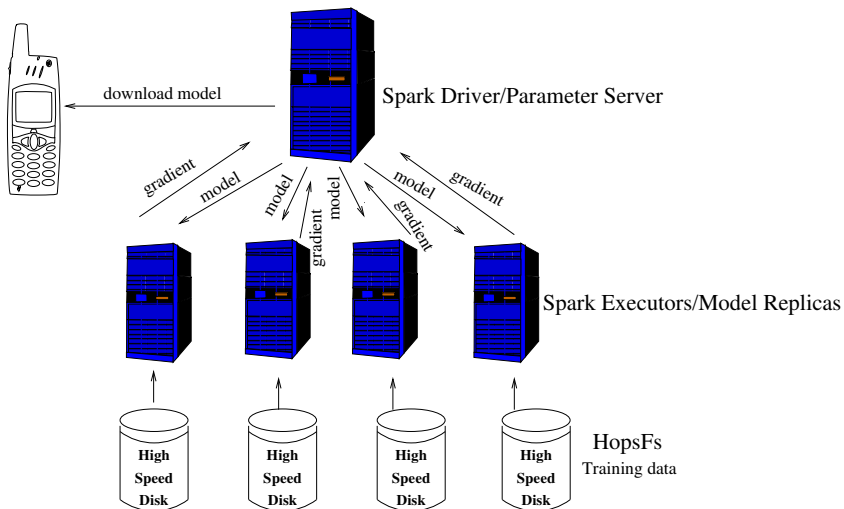 download model
Spark Driver/Parameter Server
gradient
model
model
gradient
model
gradient
model
gradient
Spark Executors/Model Replicas
High
Speed
Disk
High
Speed
Disk
High
Speed
Disk
High
Speed
Disk
HopsFs
Training data